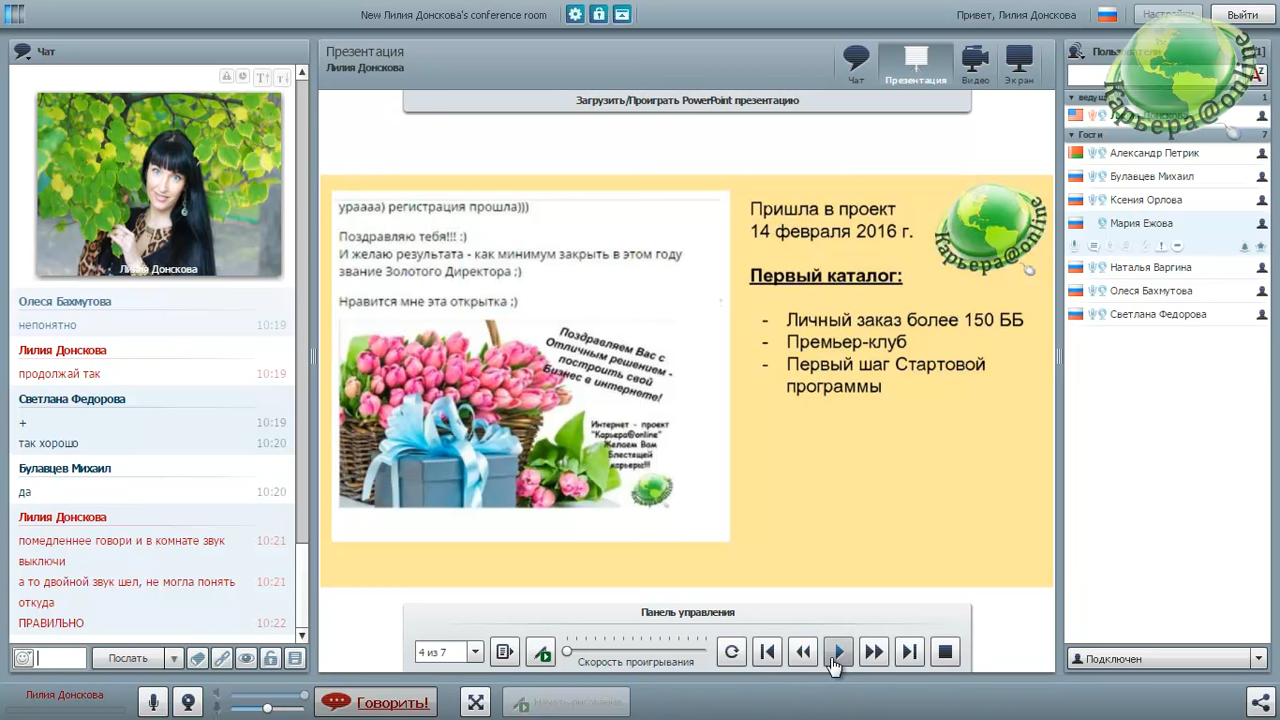 New Лилия Донскова's conference room
Привет, Лилия Донскова
Настройки
Выйти
Чат
Лилия Донскова
Олеся Бахмутова
непонятно 10:19
Лилия Донскова
продолжай так 10:19
Светлана Федорова
+ 10:19
так хорошо 10:20
Булавцев Михаил
да 10:20
Лилия Донскова
помедленнее говори и в комнате звук 10:21
выключи
а то двойной звук шел, не могла понять 10:21
откуда
ПРАВИЛЬНО 10:22
Послать
Презентация
Лилия Донскова
Чат
Презентация
Видео
Экран
Загрузить/Проиграть PowerPoint презентацию
ураааа) регистрация прошла)))
Поздравляю тебя!!! :)
И желаю результата - как минимум закрыть в этом году
звание Золотого Директора ;)
Нравится мне эта открытка ;)
Поздравляем Вас с
Отличным решением -
построить свой
Бизнес в интернете!
Интернет - проект
"Карьера@online"
Желаем Вам
Блестящей
карьеры!!!
Пришла в проект
14 февраля 2016 г.
Карьера@online
Первый каталог:
- Личный заказ более 150 ББ
- Премьер-клуб
- Первый шаг Стартовой
программы
Панель управления
4 из 7
Скорость проигрывания
Карьера@online
1
Гости 7
Александр Петрик
Булавцев Михаил
Ксения Орлова
Мария Ежова
Наталья Варгина
Олеся Бахмутова
Светлана Федорова
Подключен
Лилия Донскова
Говорить!